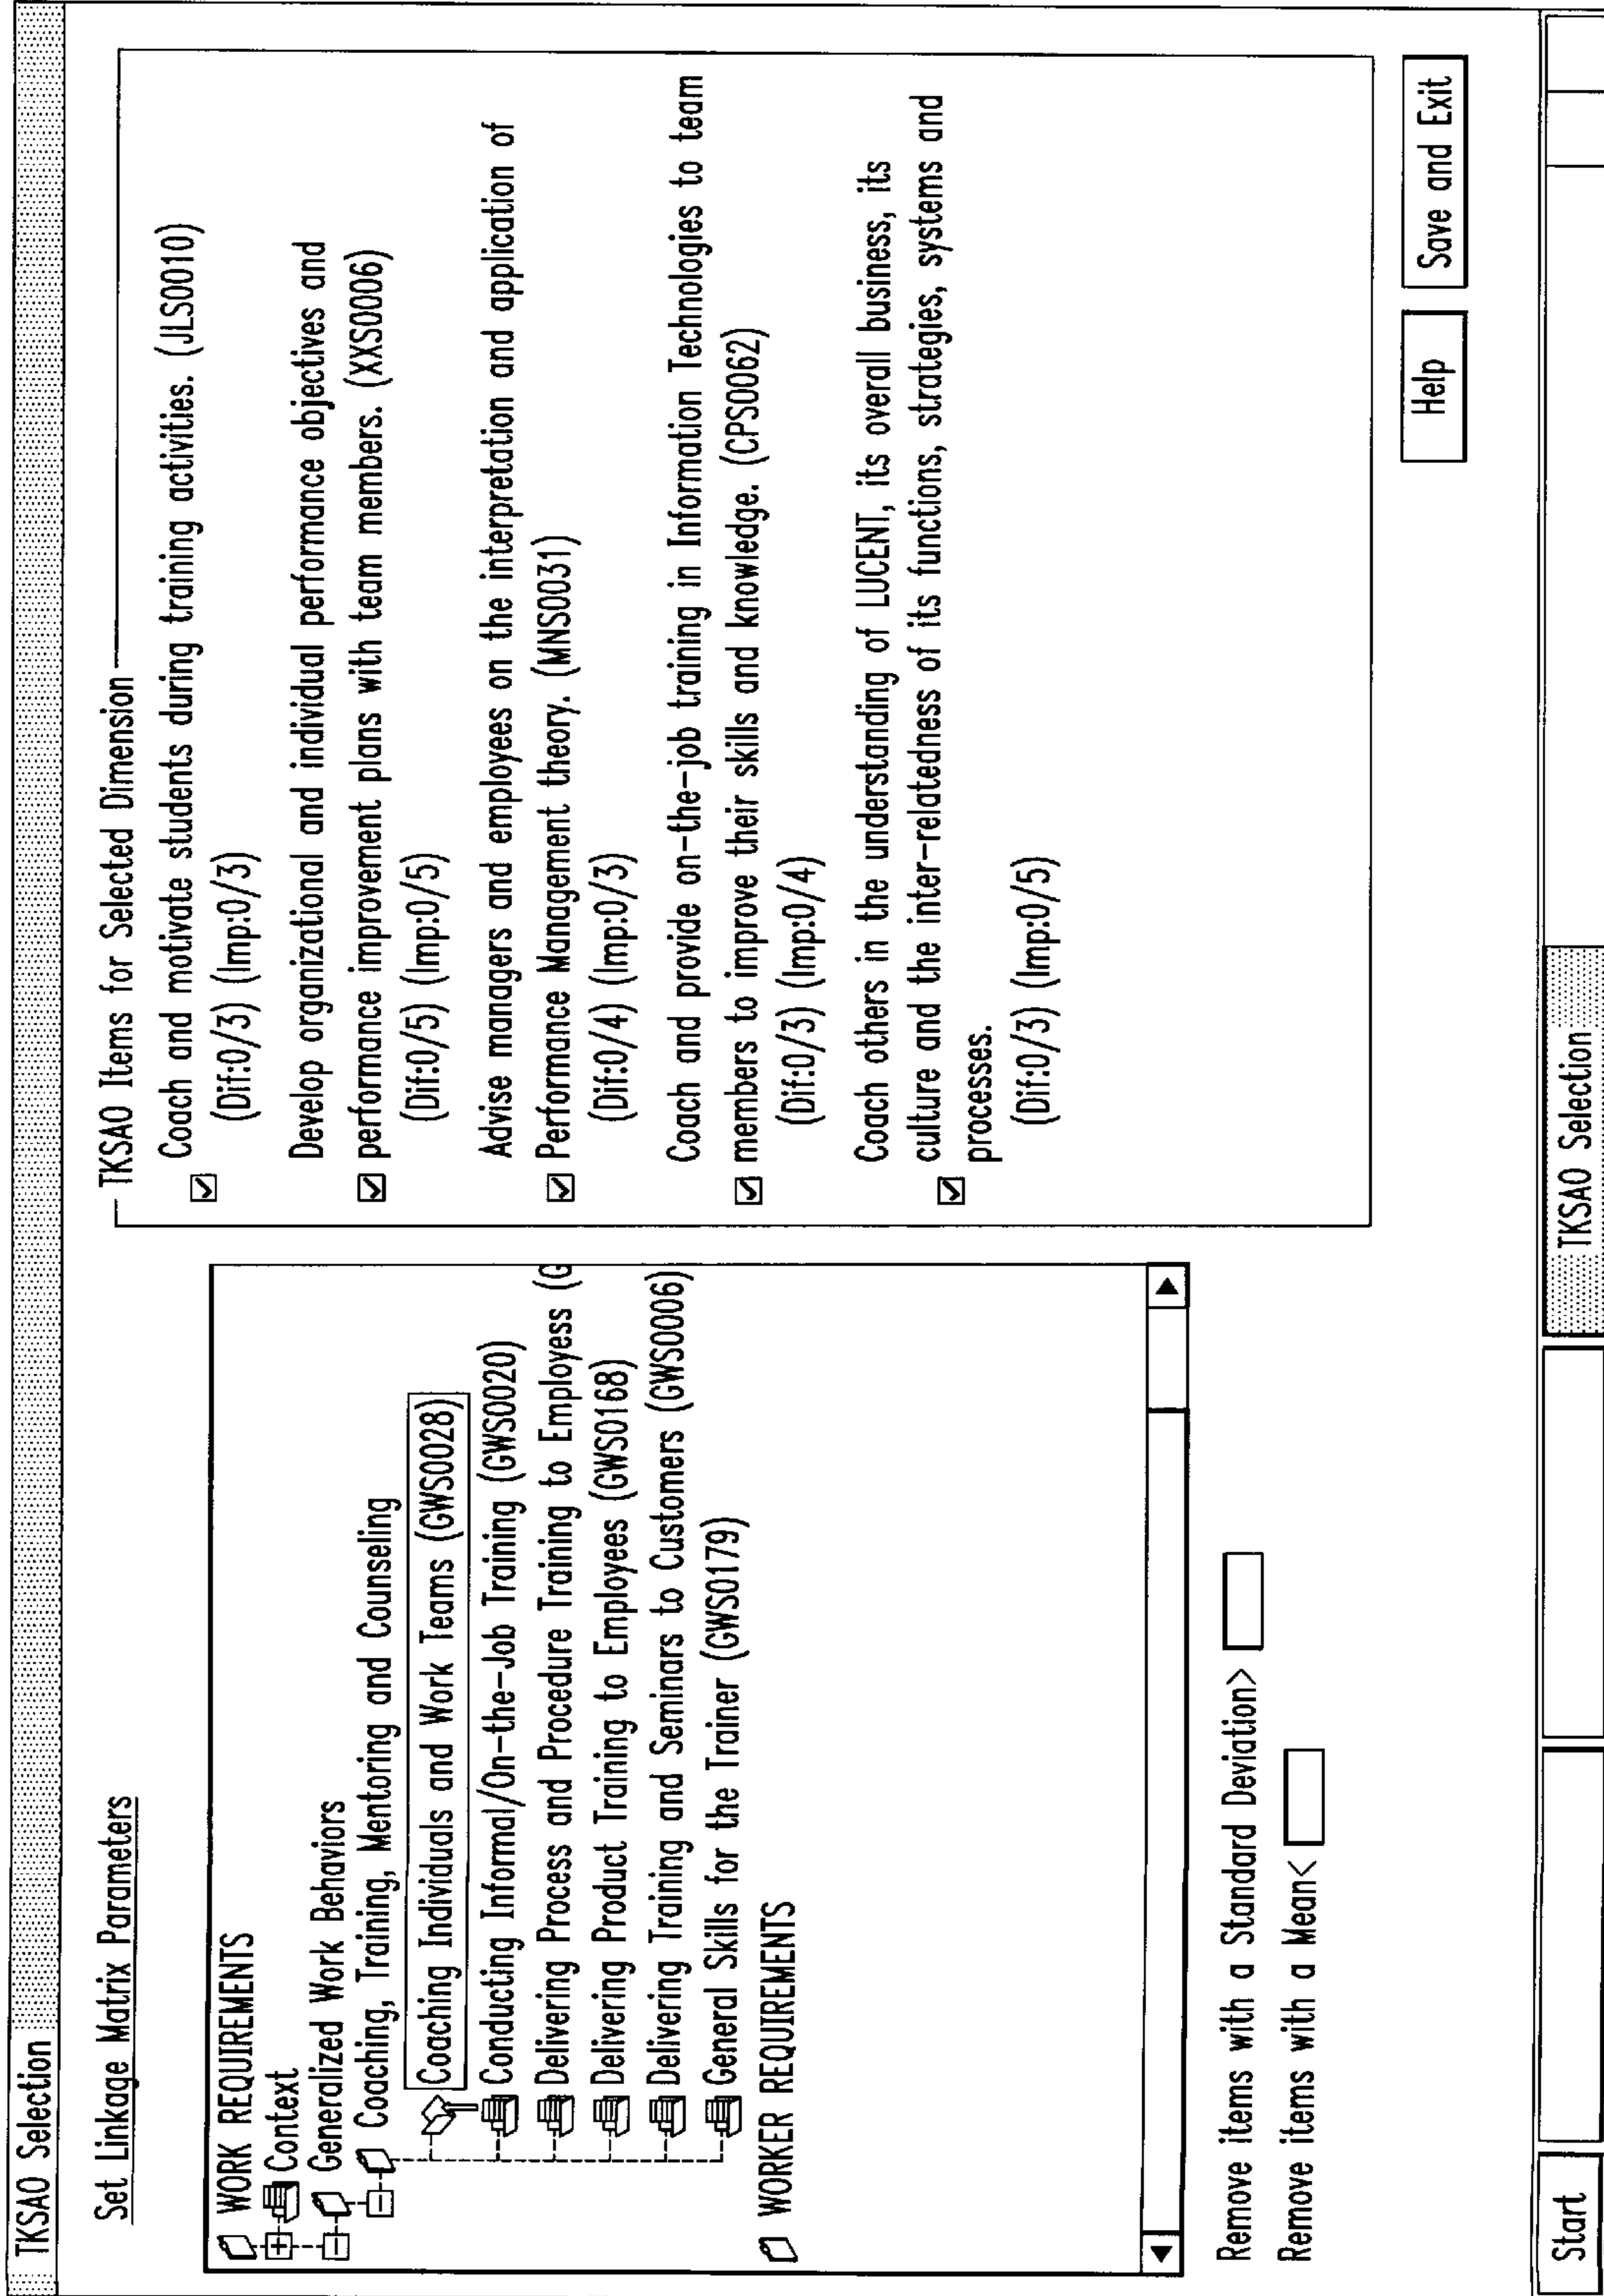 TKSAO Selection
Set Linkage Matrix Parameters
WORK REQUIREMENTS
Context
Generalized Work Behaviors
Coaching, Training, Mentoring and Counseling
Coaching Individuals and Work Teams (GWS0028)
Conducting Informal/On-the-Job Training (GWS0020)
Delivering Process and Procedure Training to Employess (G
Delivering Product Training to Employees (GWS0168)
Delivering Training and Seminars to Customers (GWS0006)
General Skills for the Trainer (GWS0179)
WORKER REQUIREMENTS
Remove items with a Standard Deviation>
Remove items with a Mean<
TKSAO Items for Selected Dimension
Coach and motivate students during training activities. (JLS0010)
(Dif:0/3) (Imp:0/3)
Develop organizational and individual performance objectives and
performance improvement plans with team members. (XXS0006)
(Dif:0/5) (Imp:0/5)
Advise managers and employees on the interpretation and application of
Performance Management theory. (MNS0031)
(Dif:0/4) (Imp:0/3)
Coach and provide on-the-job training in Information Technologies to team
members to improve their skills and knowledge. (CPS0062)
(Dif:0/3) (Imp:0/4)
Coach others in the understanding of LUCENT, its overall business, its
culture and the inter-relatedness of its functions, strategies, systems and
processes.
(Dif:0/3) (Imp:0/5)
Help
Save and Exit
Start
TKSAO Selection